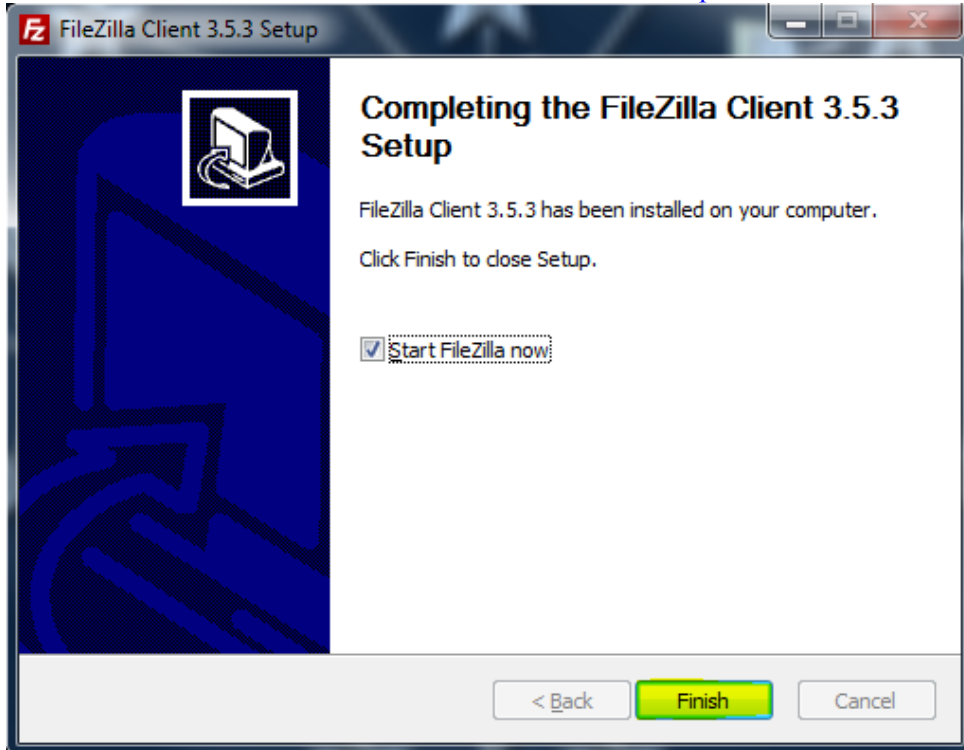 FileZilla Client 3.5.3 Setup
Completing the FileZilla Client 3.5.3
Setup
FileZilla Client 3.5.3 has been installed on your computer.
Click Finish to close Setup.
Start FileZilla now
< Back Finish Cancel